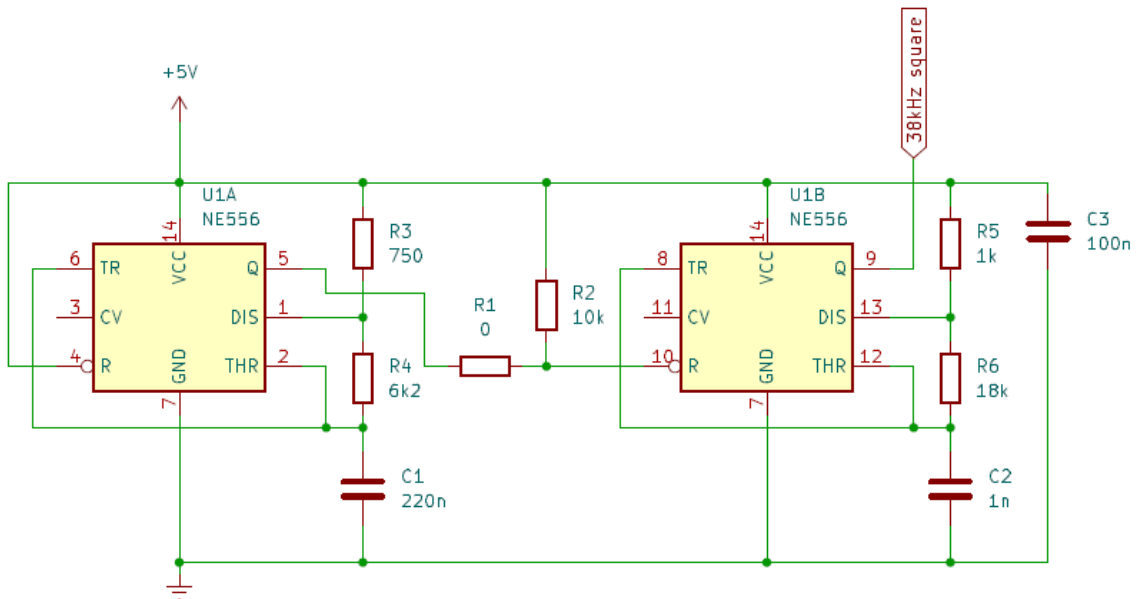 38kHz square
+5V
U1A
NE556
14
VCC
6
TR
Q
5
3
CV
DIS
1
4
R
GND
THR
2
7
R3
750
R4
6k2
C1
220n
R1
0
R2
10k
U1B
NE556
14
VCC
8
TR
Q
9
11
CV
DIS
13
10
R
GND
THR
12
7
R5
1k
R6
18k
C2
1n
C3
100n